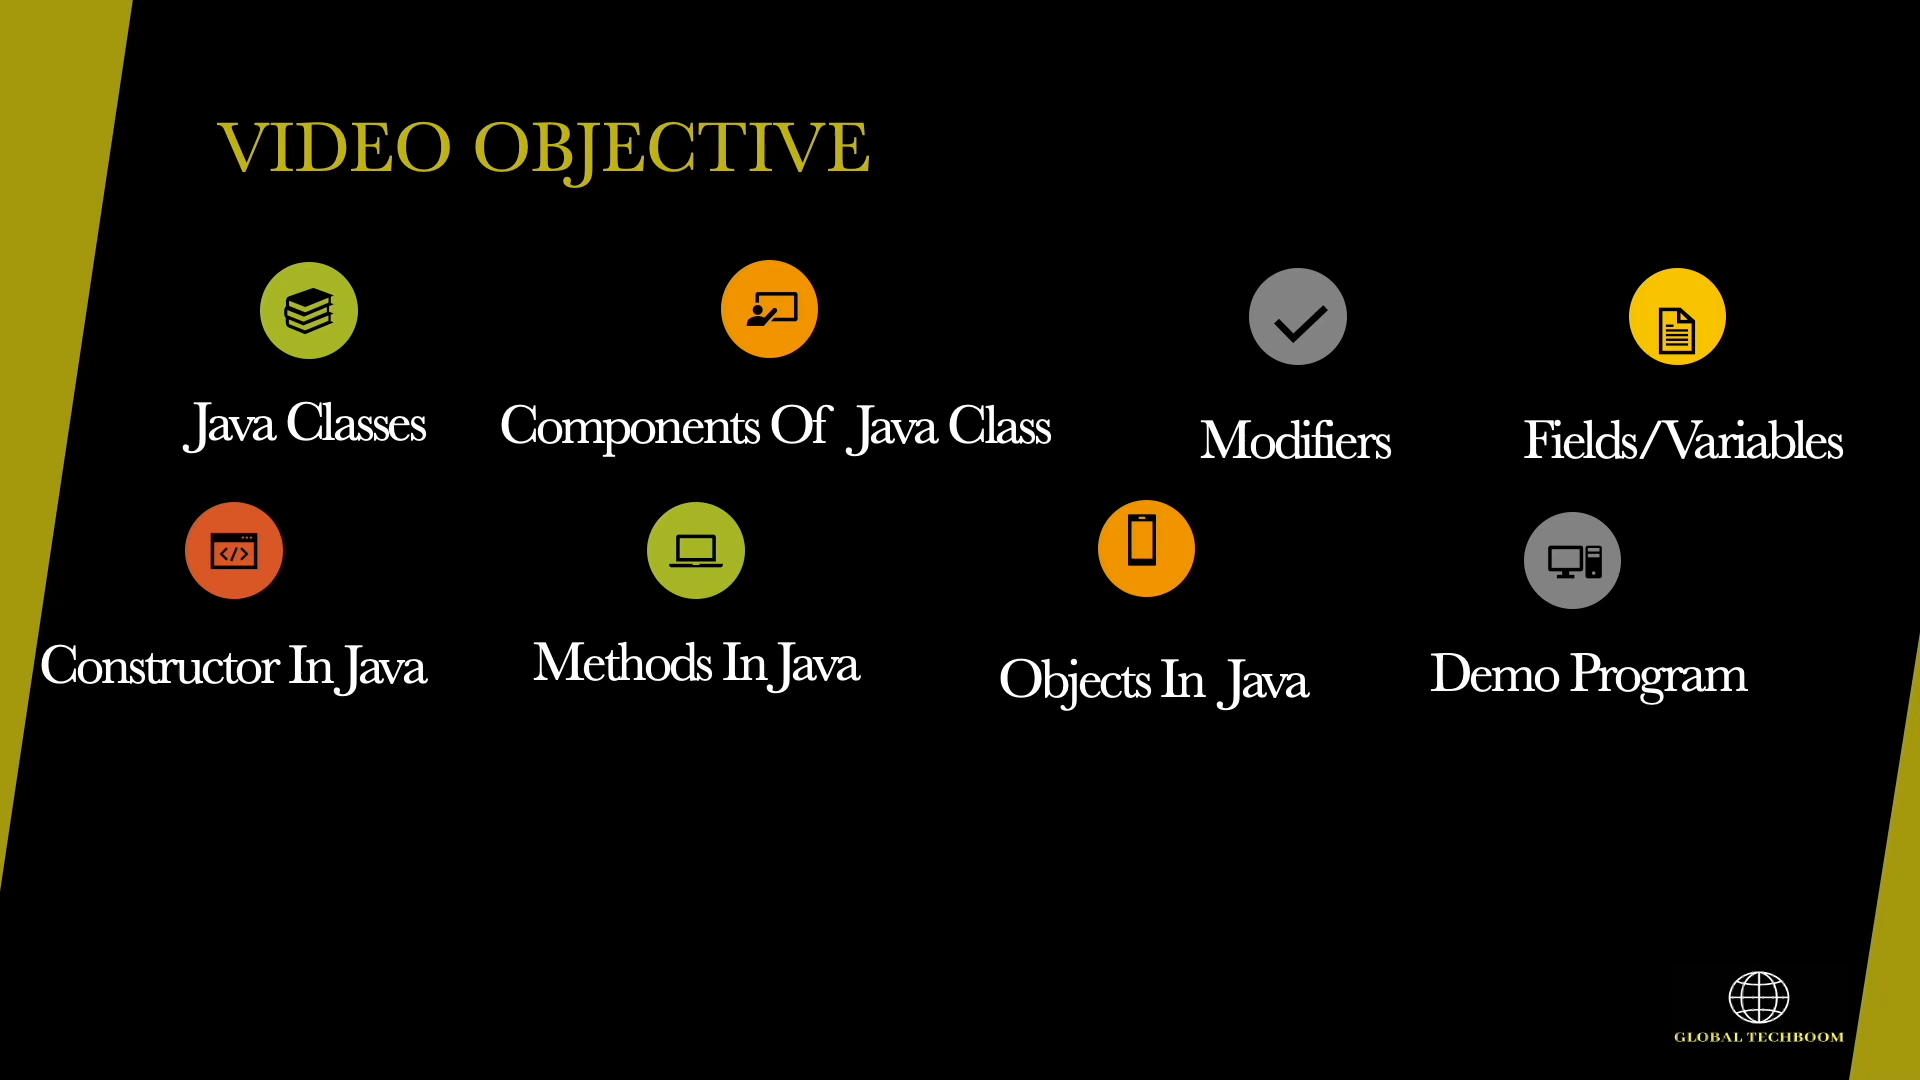 VIDEO OBJECTIVE
Java Classes
Components Of Java Class
Modifiers
Fields/Variables
Constructor In Java
Methods In Java
Objects In Java
Demo Program
GLOBAL TECHBOOM